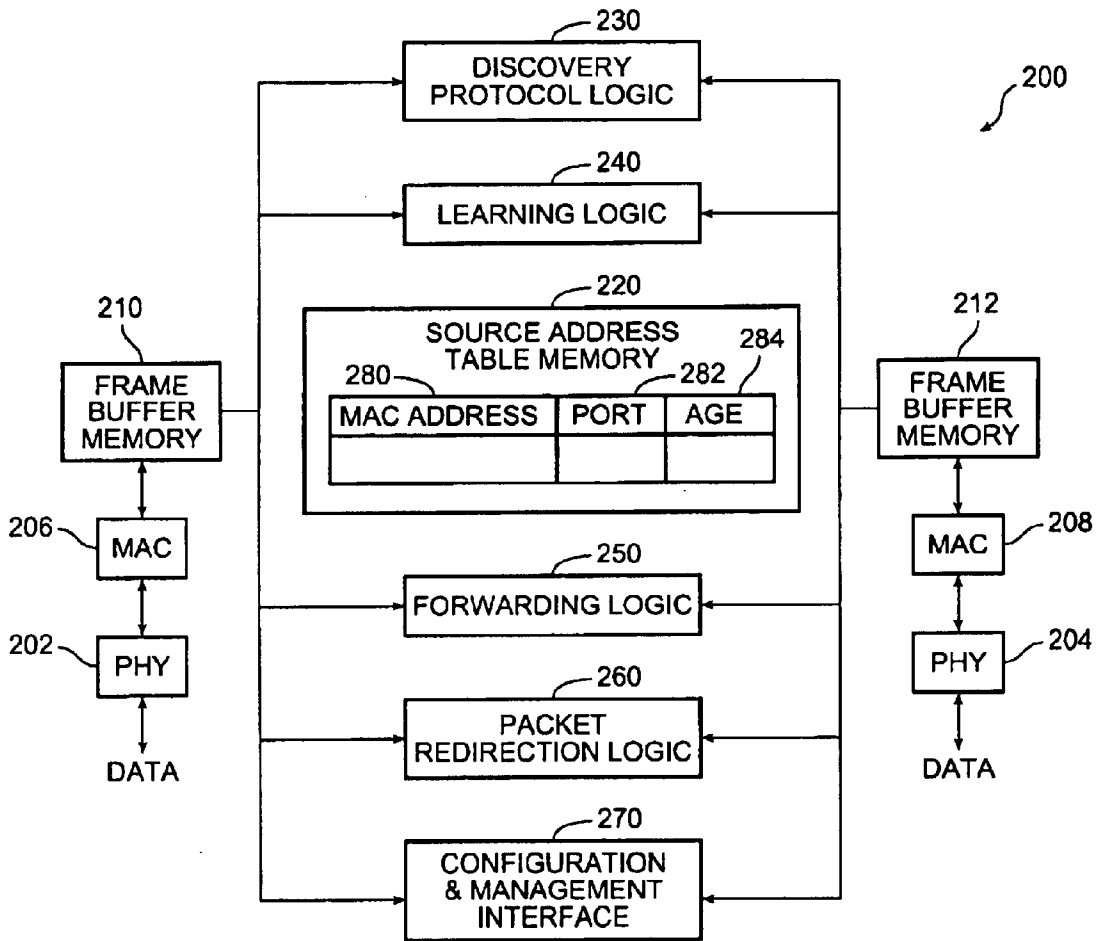 230
DISCOVERY
PROTOCOL LOGIC
200
240
LEARNING LOGIC
220
SOURCE ADDRESS
TABLE MEMORY
280
282
284
MAC ADDRESS
PORT
AGE
210
FRAME
BUFFER
MEMORY
212
FRAME
BUFFER
MEMORY
206
MAC
208
MAC
250
FORWARDING LOGIC
202
PHY
204
PHY
260
PACKET
REDIRECTION LOGIC
DATA
DATA
270
CONFIGURATION
& MANAGEMENT
INTERFACE